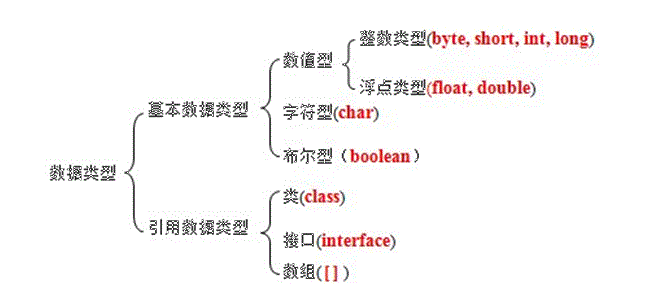 数据类型
基本数据类型
数值型
整数类型(byte, short, int, long)
浮点类型(float, double)
字符型(char)
布尔型（boolean）
引用数据类型
类(class)
接口(interface)
数组([ ])